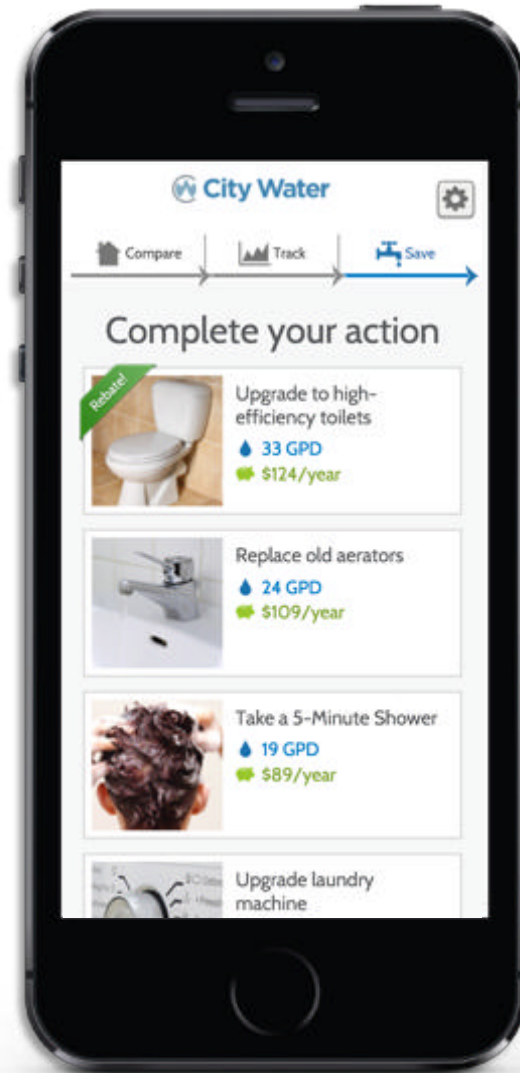 City Water
Compare
Track
Save
Complete your action
Rebate!
Upgrade to high-
efficiency toilets
33 GPD
$124/year
Replace old aerators
24 GPD
$109/year
Take a 5-Minute Shower
19 GPD
$89/year
Upgrade laundry
machine